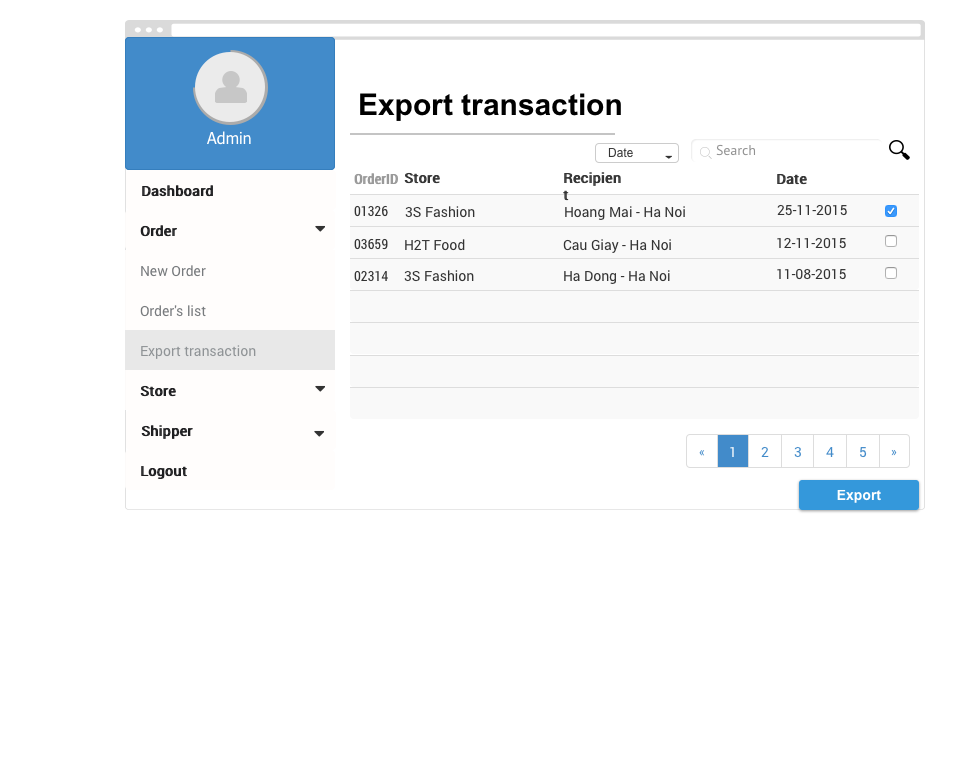 Admin
Dashboard
Order
New Order
Order's list
Export transaction
Store
Shipper
Logout
Export transaction
Date Search
OrderID Store Recipien Date
t
01326 3S Fashion Hoang Mai - Ha Noi 25-11-2015
03659 H2T Food Cau Giay - Ha Noi 12-11-2015
02314 3S Fashion Ha Dong - Ha Noi 11-08-2015
« 1 2 3 4 5 »
Export